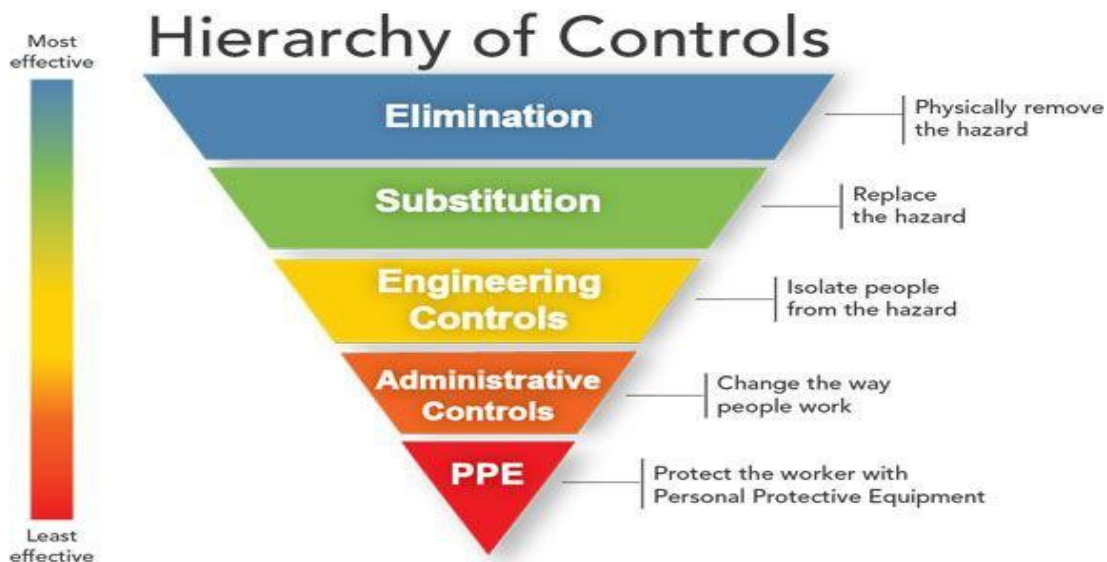 Hierarchy of Controls
Most
effective
Elimination
Physically remove
the hazard
Substitution
Replace
the hazard
Engineering
Controls
Isolate people
from the hazard
Administrative
Controls
Change the way
people work
PPE
Protect the worker with
Personal Protective Equipment
Least
effective